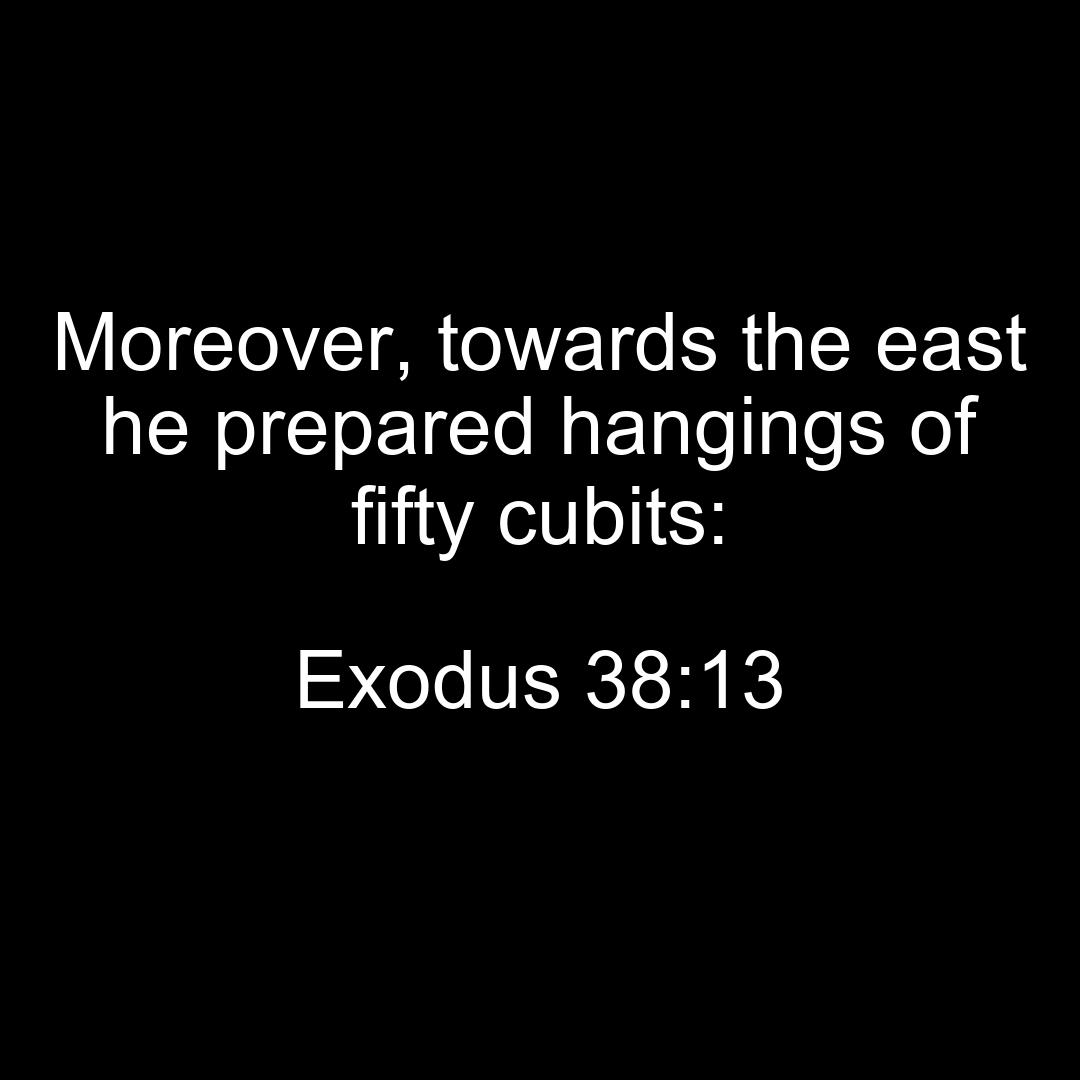 Moreover, towards the east
he prepared hangings of
fifty cubits:
Exodus 38:13